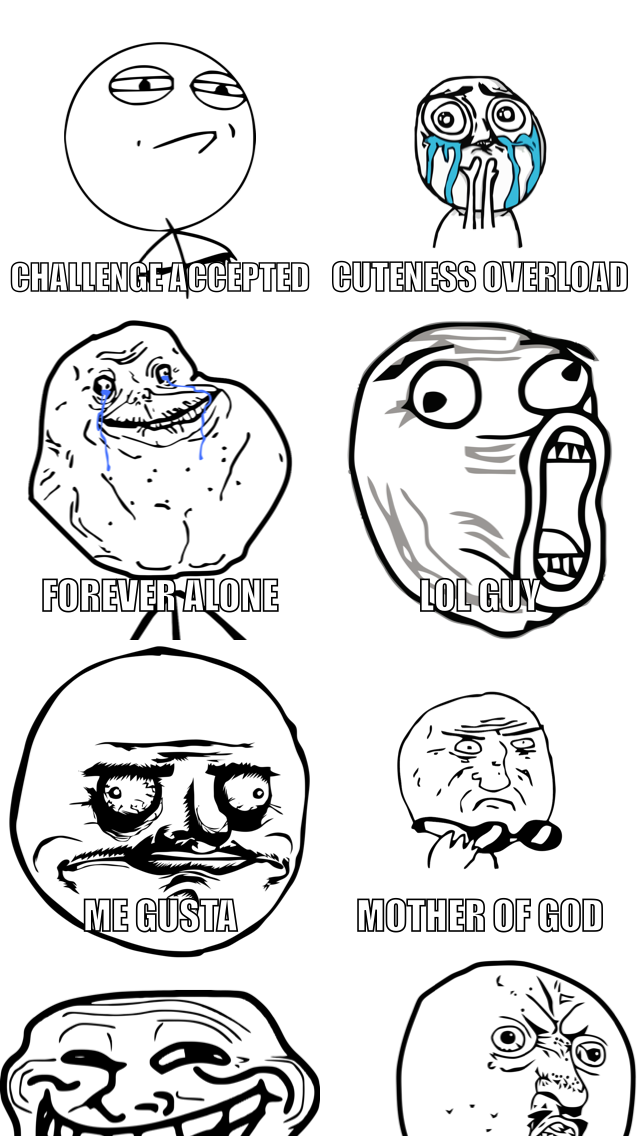 CHALLENGE ACCEPTED
CUTENESS OVERLOAD
FOREVER ALONE
LOL GUY
ME GUSTA
MOTHER OF GOD